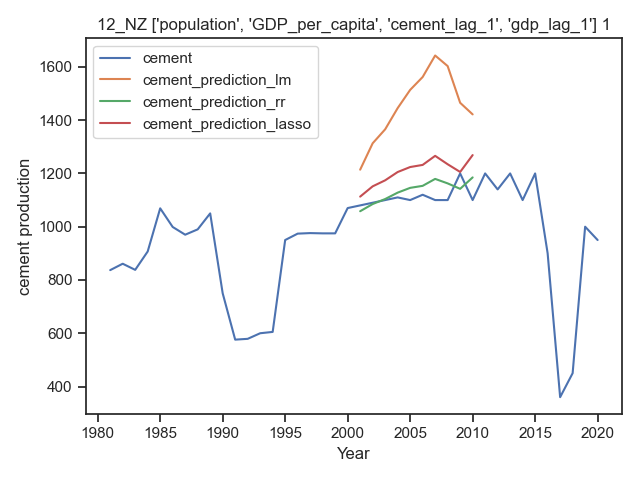 12_NZ ['population', 'GDP_per_capita', 'cement_lag_1', 'gdp_lag_1'] 1
cement
cement_prediction_lm
cement_prediction_rr
cement_prediction_lasso
1600
1400
1200
1000
800
600
400
cement production
1980 1985 1990 1995 2000 2005 2010 2015 2020
Year